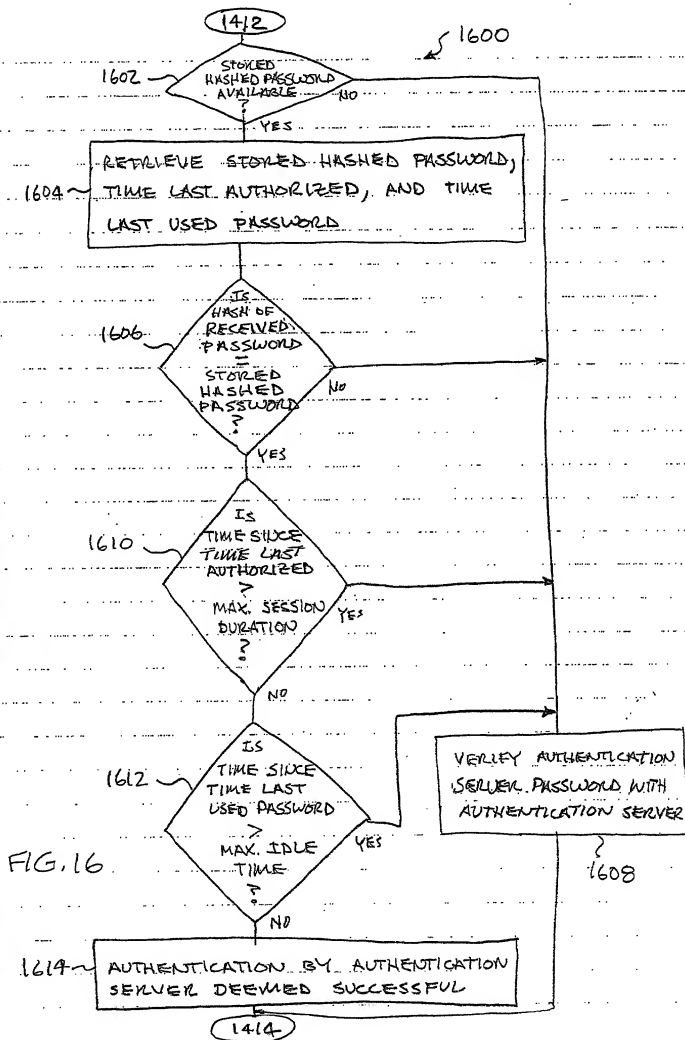 1412
1600
1602
STORED
HASHED PASSWORD
AVAILABLE
?
NO
YES
1604
RETRIEVE STORED HASHED PASSWORD,
TIME LAST AUTHORIZED, AND TIME
LAST USED PASSWORD
1606
IS
HASH OF
RECEIVED
PASSWORD
=
STORED
HASHED
PASSWORD
?
NO
YES
1610
IS
TIME SINCE
TIME LAST
AUTHORIZED
>
MAX. SESSION
DURATION
?
YES
NO
1612
IS
TIME SINCE
TIME LAST
USED PASSWORD
>
MAX. IDLE
TIME
?
YES
NO
VERIFY AUTHENTICATION
SERVER PASSWORD WITH
AUTHENTICATION SERVER
1608
FIG. 16
1614
AUTHENTICATION BY AUTHENTICATION
SERVER DEEMED SUCCESSFUL
1414